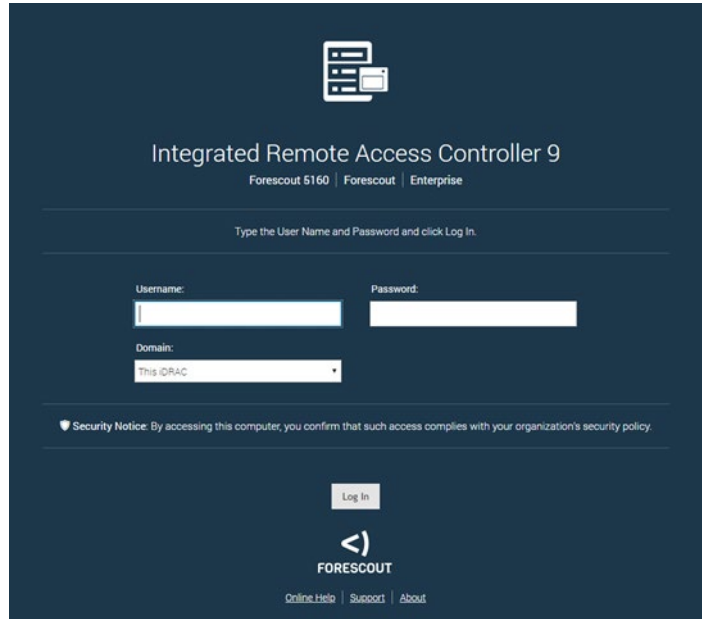 Integrated Remote Access Controller 9
Forescout 5160 | Forescout | Enterprise
Type the User Name and Password and click Log In.
Username: Password:
Domain:
This iDRAC
Security Notice: By accessing this computer, you confirm that such access complies with your organization's security policy.
Log In
FORESCOUT
Online Help | Support | About